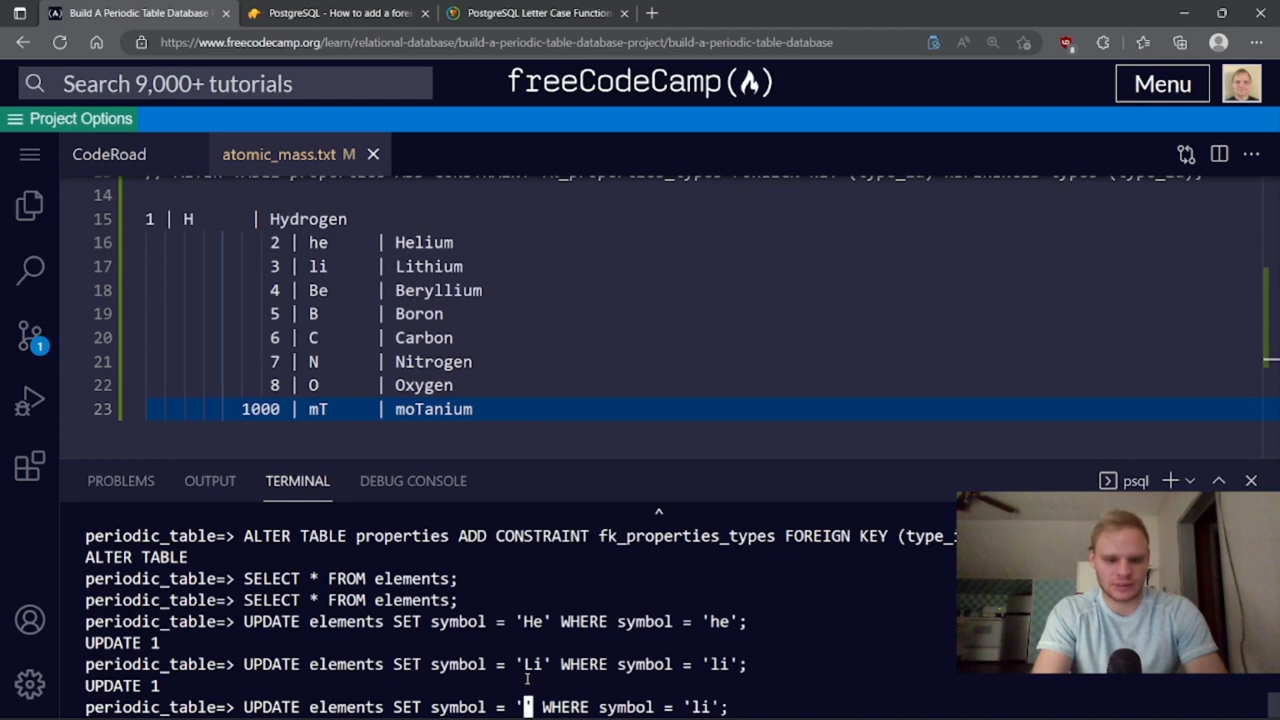 Build A Periodic Table Database
PostgreSQL - How to add a forei
PostgreSQL Letter Case Function
https://www.freecodecamp.org/learn/relational-database/build-a-periodic-table-database-project/build-a-periodic-table-database
Search 9,000+ tutorials
freeCodeCamp
Menu
Project Options
CodeRoad
atomic_mass.txt M
14
15 1 | H | Hydrogen
16 2 | he | Helium
17 3 | li | Lithium
18 4 | Be | Beryllium
19 5 | B | Boron
20 6 | C | Carbon
21 7 | N | Nitrogen
22 8 | O | Oxygen
23 1000 | mT | moTanium
1
PROBLEMS OUTPUT TERMINAL DEBUG CONSOLE
psql
^
periodic_table=> ALTER TABLE properties ADD CONSTRAINT fk_properties_types FOREIGN KEY (type_i
ALTER TABLE
periodic_table=> SELECT * FROM elements;
periodic_table=> SELECT * FROM elements;
periodic_table=> UPDATE elements SET symbol = 'He' WHERE symbol = 'he';
UPDATE 1
periodic_table=> UPDATE elements SET symbol = 'Li' WHERE symbol = 'li';
UPDATE 1
periodic_table=> UPDATE elements SET symbol = '' WHERE symbol = 'li';